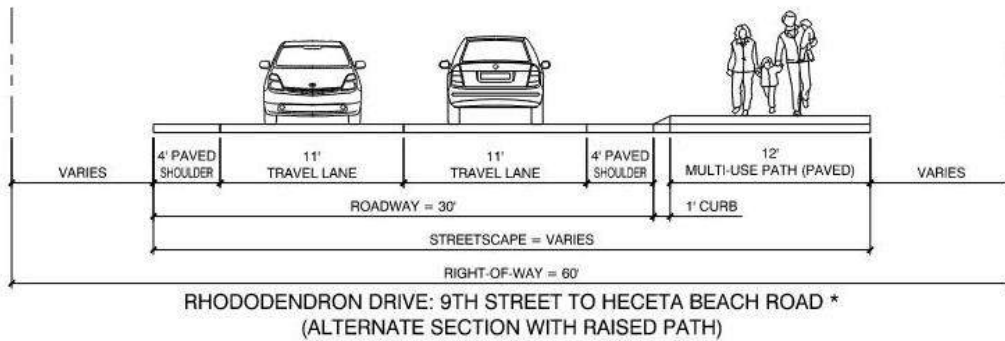 VARIES
4' PAVED
SHOULDER
11'
TRAVEL LANE
11'
TRAVEL LANE
4' PAVED
SHOULDER
12'
MULTI-USE PATH (PAVED)
VARIES
ROADWAY = 30'
1' CURB
STREETSCAPE = VARIES
RIGHT-OF-WAY = 60'
RHODODENDRON DRIVE: 9TH STREET TO HECETA BEACH ROAD *
(ALTERNATE SECTION WITH RAISED PATH)